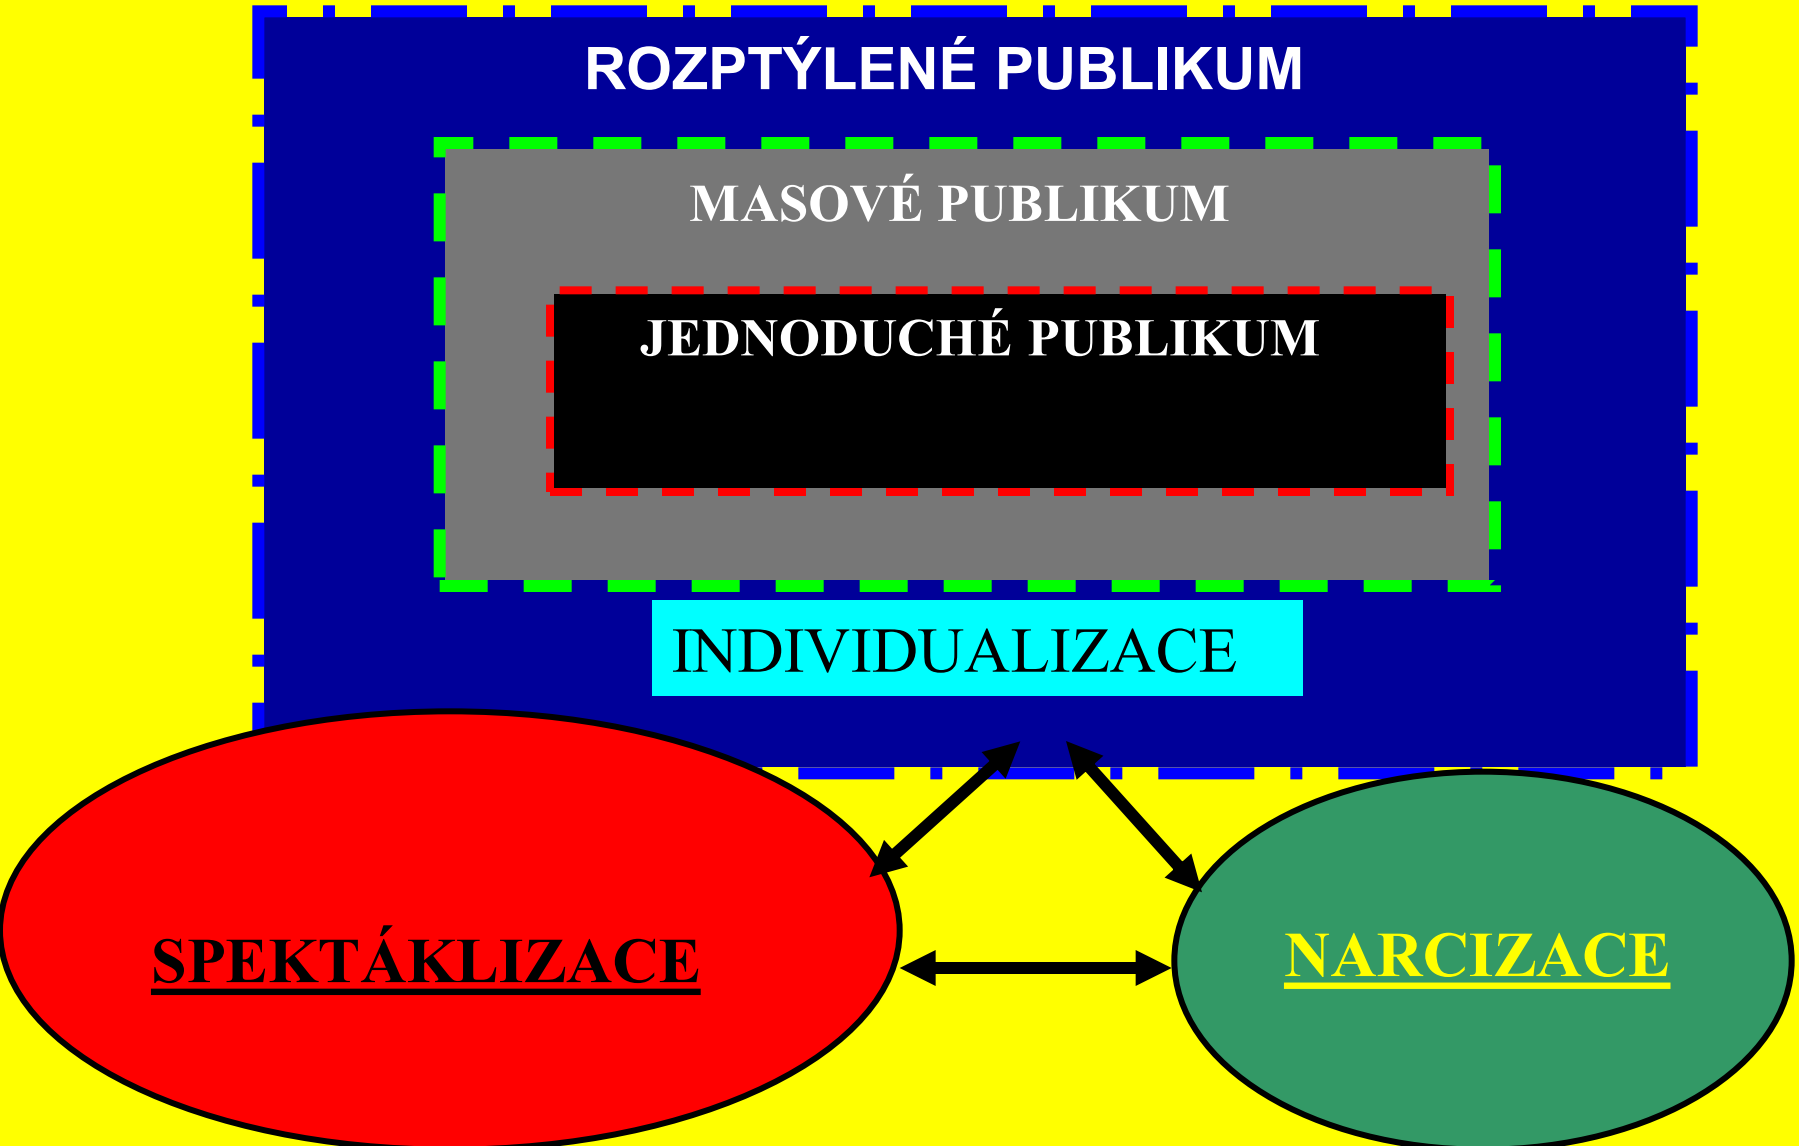 ROZPTÝLENÉ PUBLIKUM
MASOVÉ PUBLIKUM
JEDNODUCHÉ PUBLIKUM
INDIVIDUALIZACE
SPEKTÁKLIZACE
NARCIZACE